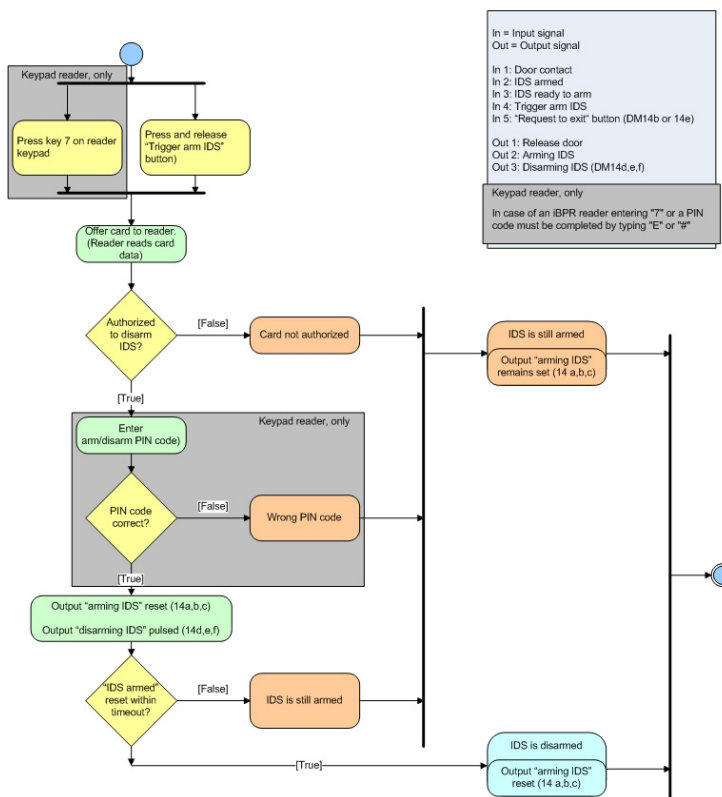 Keypad reader, only
Press key 7 on reader
keypad
Press and release
“Trigger arm IDS”
button)
Offer card to reader.
(Reader reads card
data)
Authorized
to disarm
IDS?
[False]
Card not authorized
[True]
Keypad reader, only
Enter
arm/disarm PIN code)
PIN code
correct?
[False]
Wrong PIN code
[True]
Output “arming IDS” reset (14a,b,c)
Output “disarming IDS” pulsed (14d,e,f)
“IDS armed”
reset within
timeout?
[False]
IDS is still armed
[True]
IDS is still armed
Output “arming IDS”
remains set (14 a,b,c)
IDS is disarmed
Output “arming IDS”
reset (14 a,b,c)
In = Input signal
Out = Output signal
In 1: Door contact
In 2: IDS armed
In 3: IDS ready to arm
In 4: Trigger arm IDS
In 5: “Request to exit“ button (DM14b or 14e)
Out 1: Release door
Out 2: Arming IDS
Out 3: Disarming IDS (DM14d,e,f)
Keypad reader, only
In case of an iBPR reader entering "7" or a PIN
code must be completed by typing "E" or "#"